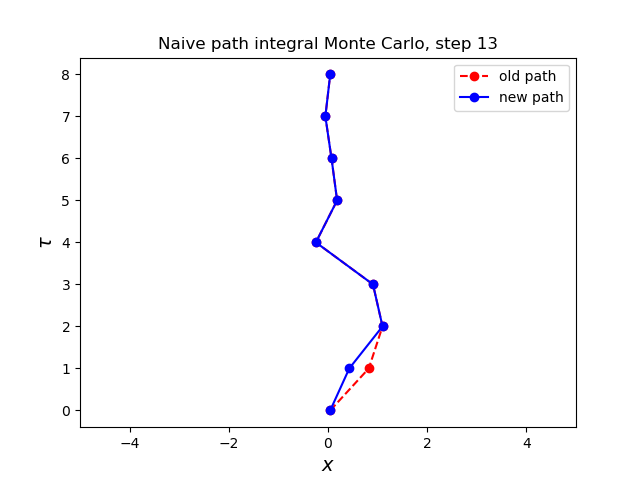 Naive path integral Monte Carlo, step 13
old path
new path
8
7
6
5
4
3
2
1
0
τ
−4
−2
0
2
4
x